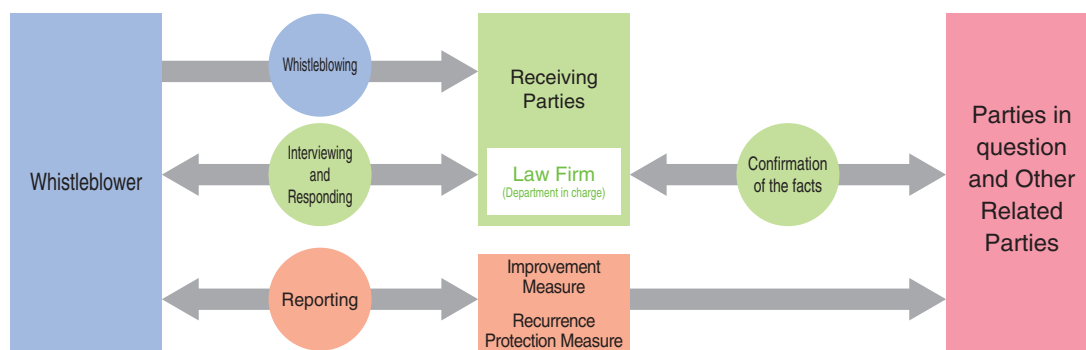 Whistleblower
Whistleblowing
Interviewing
and
Responding
Reporting
Receiving
Parties
Law Firm
(Department in charge)
Improvement
Measure
Recurrence
Protection Measure
Confirmation
of the facts
Parties in
question
and Other
Related
Parties